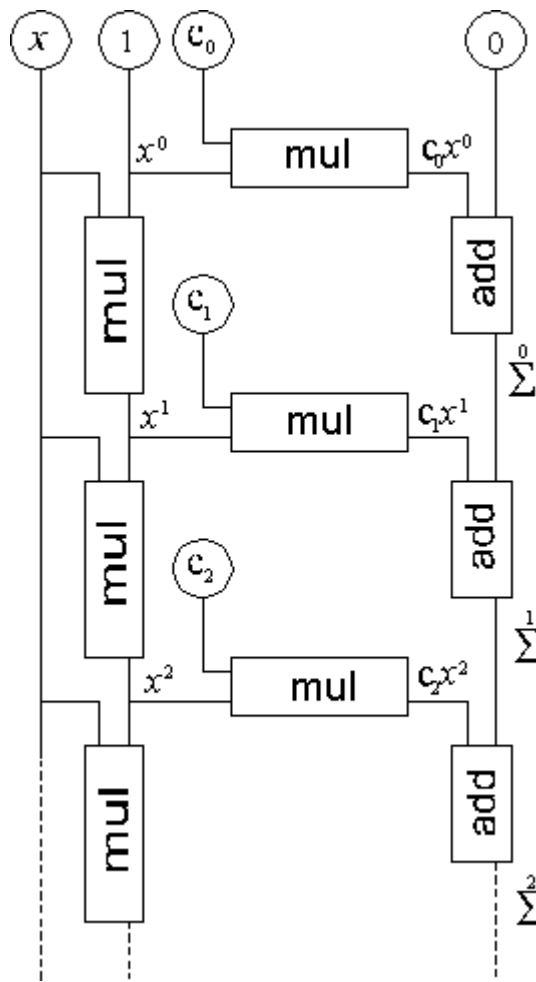 x 1 c₀ 0
x⁰ mul c₀x⁰
mul add
c₁ Σ⁰
x¹ mul c₁x¹
mul add
c₂ Σ¹
x² mul c₂x²
mul add
Σ²